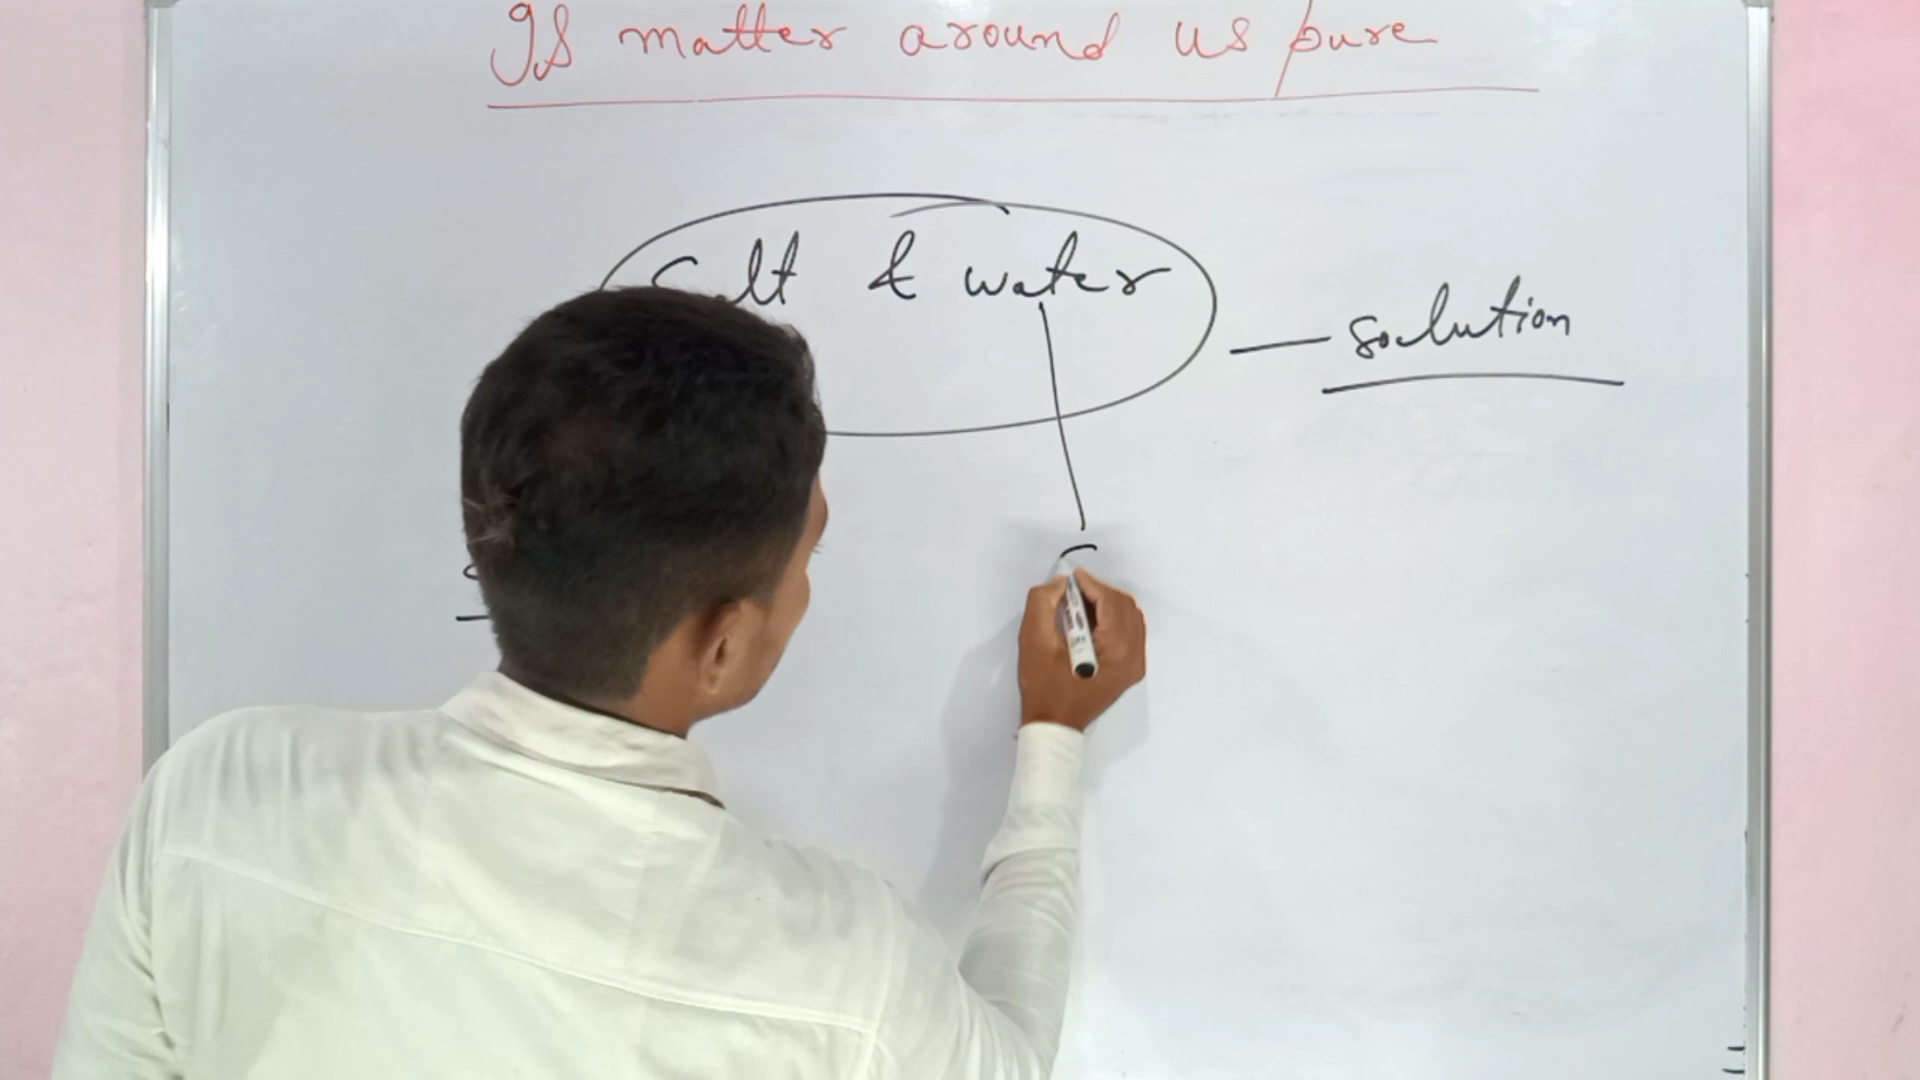 Is matter around us pure
Salt & water
— solution